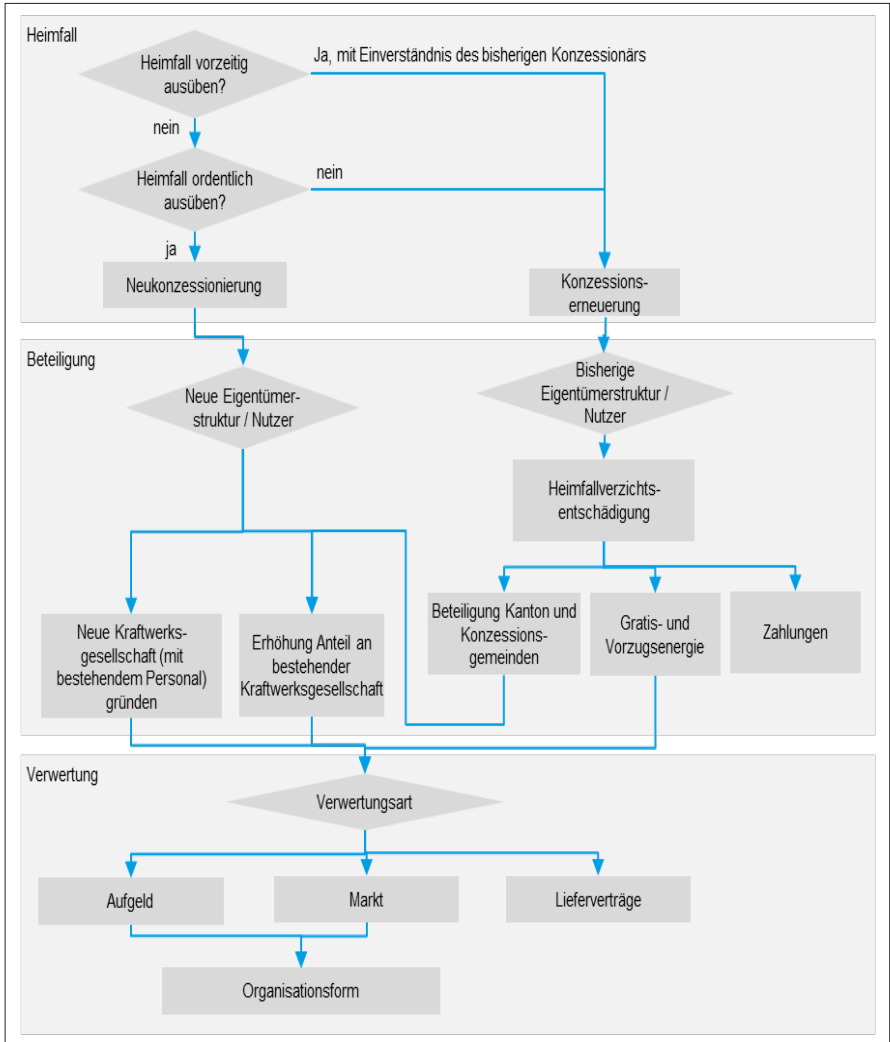 Heimfall
Heimfall vorzeitig
ausüben?
Ja, mit Einverständnis des bisherigen Konzessionärs
nein
Heimfall ordentlich
ausüben?
nein
ja
Neukonzessionierung
Konzessions-
erneuerung
Beteiligung
Neue Eigentümer-
struktur / Nutzer
Bisherige
Eigentümerstruktur /
Nutzer
Heimfallverzichts-
entschädigung
Neue Kraftwerks-
gesellschaft (mit
bestehendem Personal)
gründen
Erhöhung Anteil an
bestehender
Kraftwerksgesellschaft
Beteiligung Kanton und
Konzessions-
gemeinden
Gratis- und
Vorzugsenergie
Zahlungen
Verwertung
Verwertungsart
Aufgeld
Markt
Lieferverträge
Organisationsform